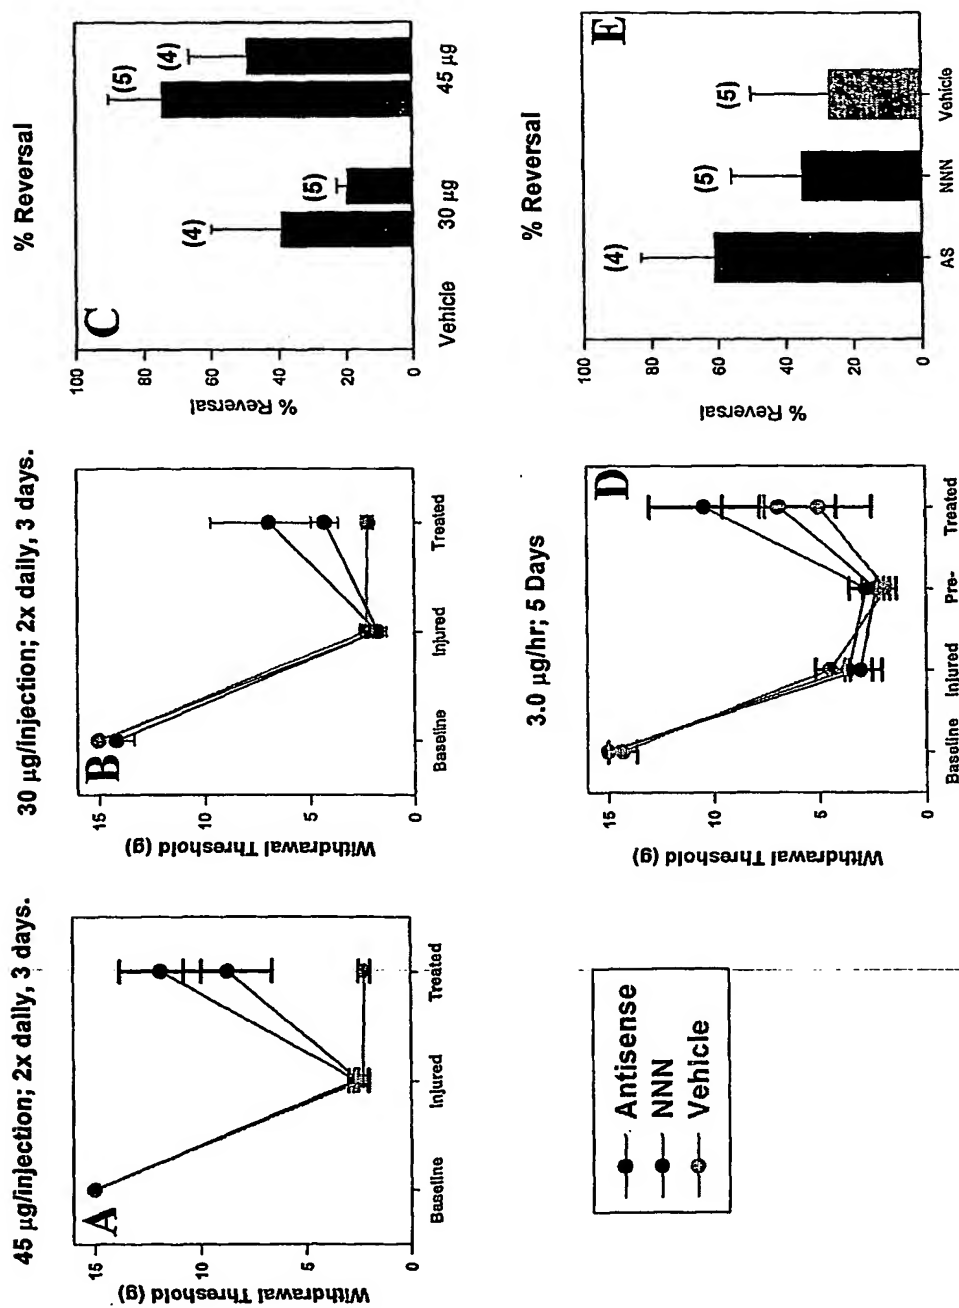 45 µg/injection; 2x daily, 3 days.
A
Withdrawal Threshold (g)
15
10
5
0
Baseline
Injured
Treated
30 µg/injection; 2x daily, 3 days.
B
Withdrawal Threshold (g)
15
10
5
0
Baseline
Injured
Treated
% Reversal
C
% Reversal
100
80
60
40
20
0
(4)
(5)
(5)
(4)
Vehicle
30 µg
45 µg
Antisense
NNN
Vehicle
3.0 µg/hr; 5 Days
D
Withdrawal Threshold (g)
15
10
5
0
Baseline
Injured
Pre-
Treated
% Reversal
E
% Reversal
100
80
60
40
20
0
(4)
(5)
(5)
AS
NNN
Vehicle